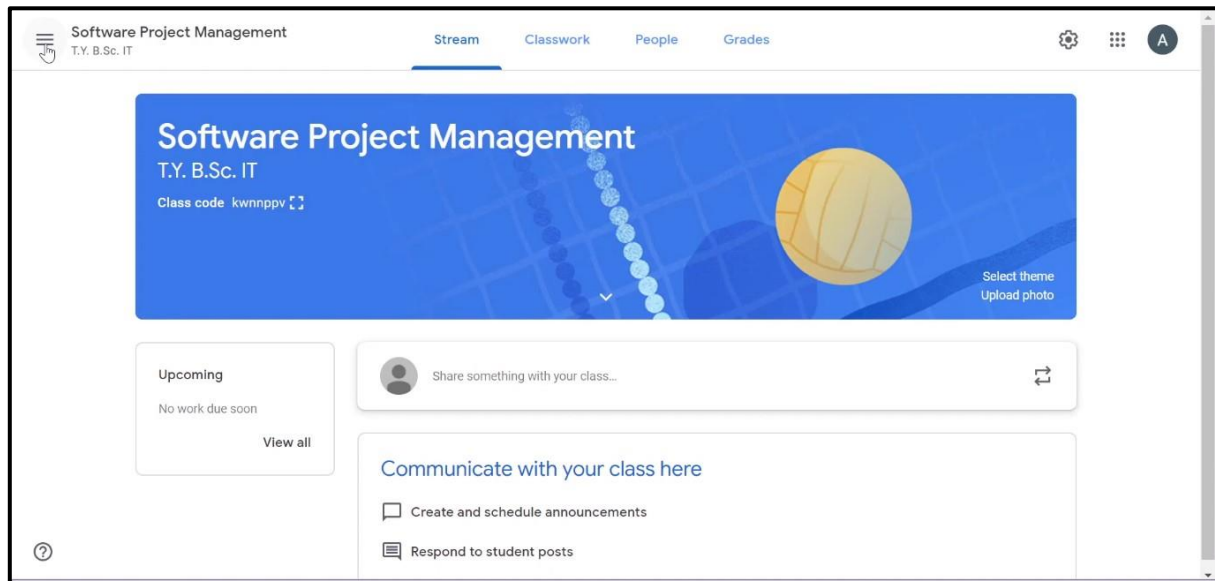 Software Project Management
T.Y. B.Sc. IT
Stream Classwork People Grades
A
Software Project Management
T.Y. B.Sc. IT
Class code kwnnppv
Select theme
Upload photo
Upcoming
No work due soon
View all
Share something with your class...
Communicate with your class here
Create and schedule announcements
Respond to student posts